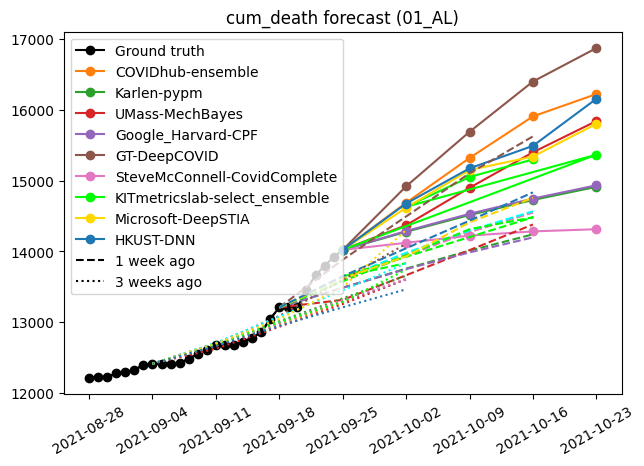 cum_death forecast (01_AL)
17000
16000
15000
14000
13000
12000
Ground truth
COVIDhub-ensemble
Karlen-pypm
UMass-MechBayes
Google_Harvard-CPF
GT-DeepCOVID
SteveMcConnell-CovidComplete
KITmetricslab-select_ensemble
Microsoft-DeepSTIA
HKUST-DNN
1 week ago
3 weeks ago
2021-08-28
2021-09-04
2021-09-11
2021-09-18
2021-09-25
2021-10-02
2021-10-09
2021-10-16
2021-10-23